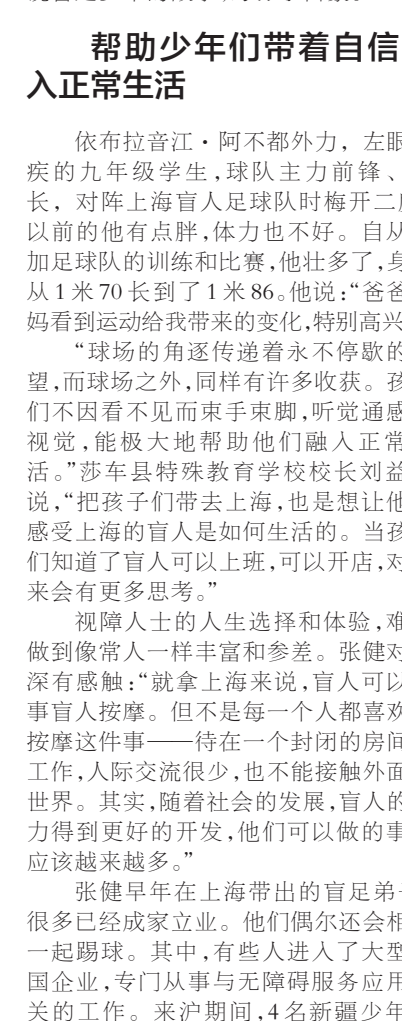 帮助少年们带着自信
入正常生活
依布拉音江·阿不都外力，左眼
疾的九年级学生，球队主力前锋、
长，对阵上海盲人足球队时梅开二
以前的他有点胖，体力也不好。自从
加足球队的训练和比赛，他壮多了，身
从1米70长到了1米86。他说：“爸爸
妈看到运动给我带来的变化，特别高兴
“球场的角逐传递着永不停歇的
望，而球场之外，同样有许多收获。孩
们不因看不见而束手束脚，听觉通感
视觉，能极大地帮助他们融入正常
活。”莎车县特殊教育学校校长刘益
说，“把孩子们带去上海，也是想让他
感受上海的盲人是如何生活的。当孩
们知道了盲人可以上班，可以开店，对
来会有更多思考。”
视障人士的人生选择和体验，难
做到像常人一样丰富和参差。张健对
深有感触：“就拿上海来说，盲人可以
事盲人按摩。但不是每一个人都喜欢
按摩这件事——待在一个封闭的房间
工作，人际交流很少，也不能接触外面
世界。其实，随着社会的发展，盲人的
力得到更好的开发，他们可以做的事
应该越来越多。”
张健早年在上海带出的盲足弟
很多已经成家立业。他们偶尔还会相
一起踢球。其中，有些人进入了大型
国企业，专门从事与无障碍服务应用
关的工作。来沪期间，4名新疆少年